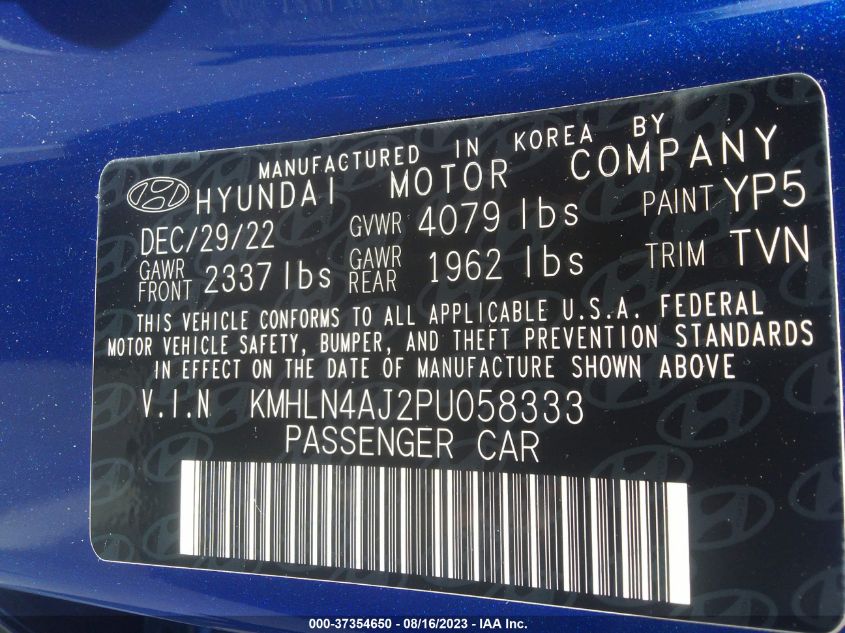 MANUFACTURED IN KOREA BY
HYUNDAI MOTOR COMPANY
DEC/29/22 GVWR 4079 lbs PAINT YP5
GAWR FRONT 2337 lbs GAWR REAR 1962 lbs TRIM TVN
THIS VEHICLE CONFORMS TO ALL APPLICABLE U.S.A. FEDERAL
MOTOR VEHICLE SAFETY, BUMPER, AND THEFT PREVENTION STANDARDS
IN EFFECT ON THE DATE OF MANUFACTURE SHOWN ABOVE
V.I.N KMHLN4AJ2PU058333
PASSENGER CAR
000-37354650 - 08/16/2023 - IAA Inc.